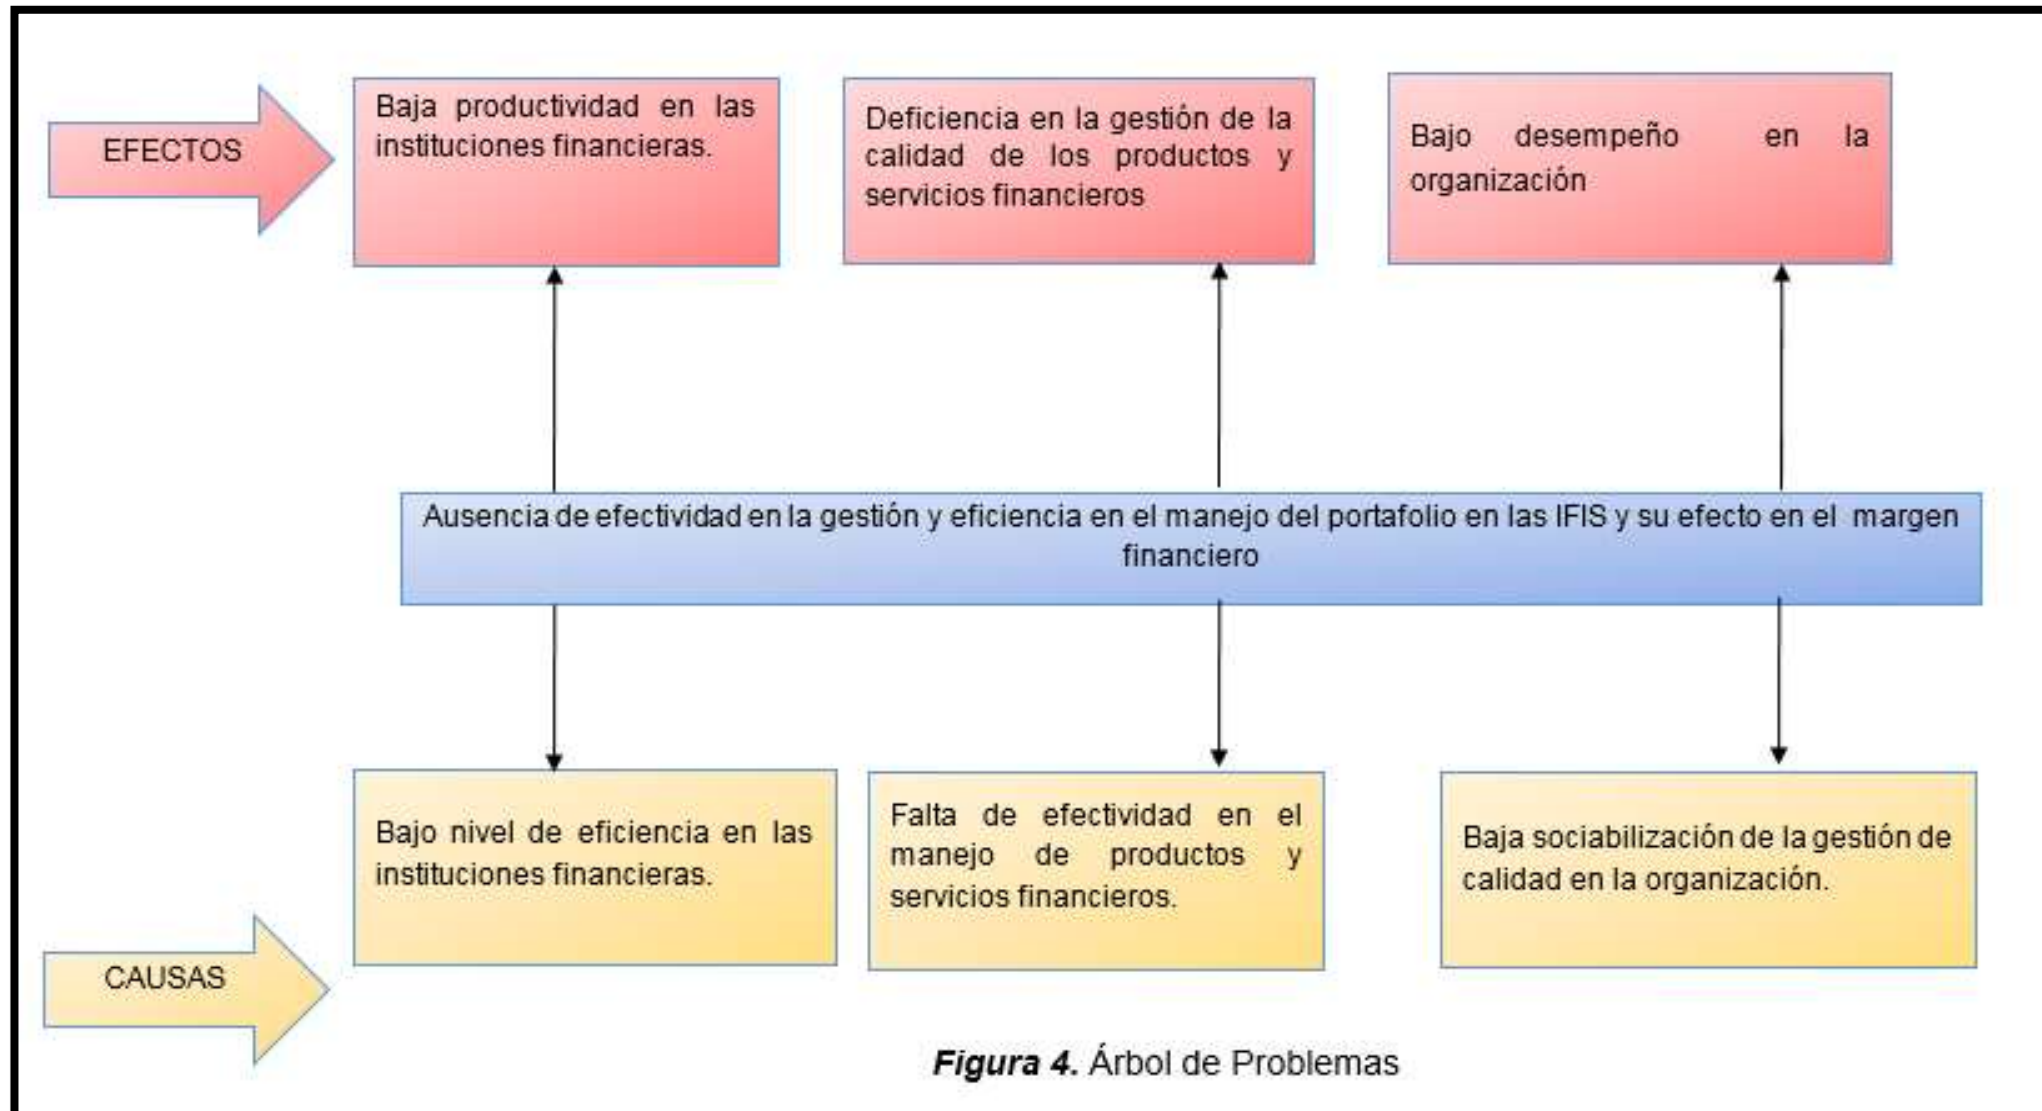 EFECTOS
Baja productividad en las
instituciones financieras.
Deficiencia en la gestión de la
calidad de los productos y
servicios financieros
Bajo desempeño en la
organización
Ausencia de efectividad en la gestión y eficiencia en el manejo del portafolio en las IFIS y su efecto en el margen
financiero
Bajo nivel de eficiencia en las
instituciones financieras.
Falta de efectividad en el
manejo de productos y
servicios financieros.
Baja sociabilización de la gestión de
calidad en la organización.
CAUSAS
Figura 4. Árbol de Problemas